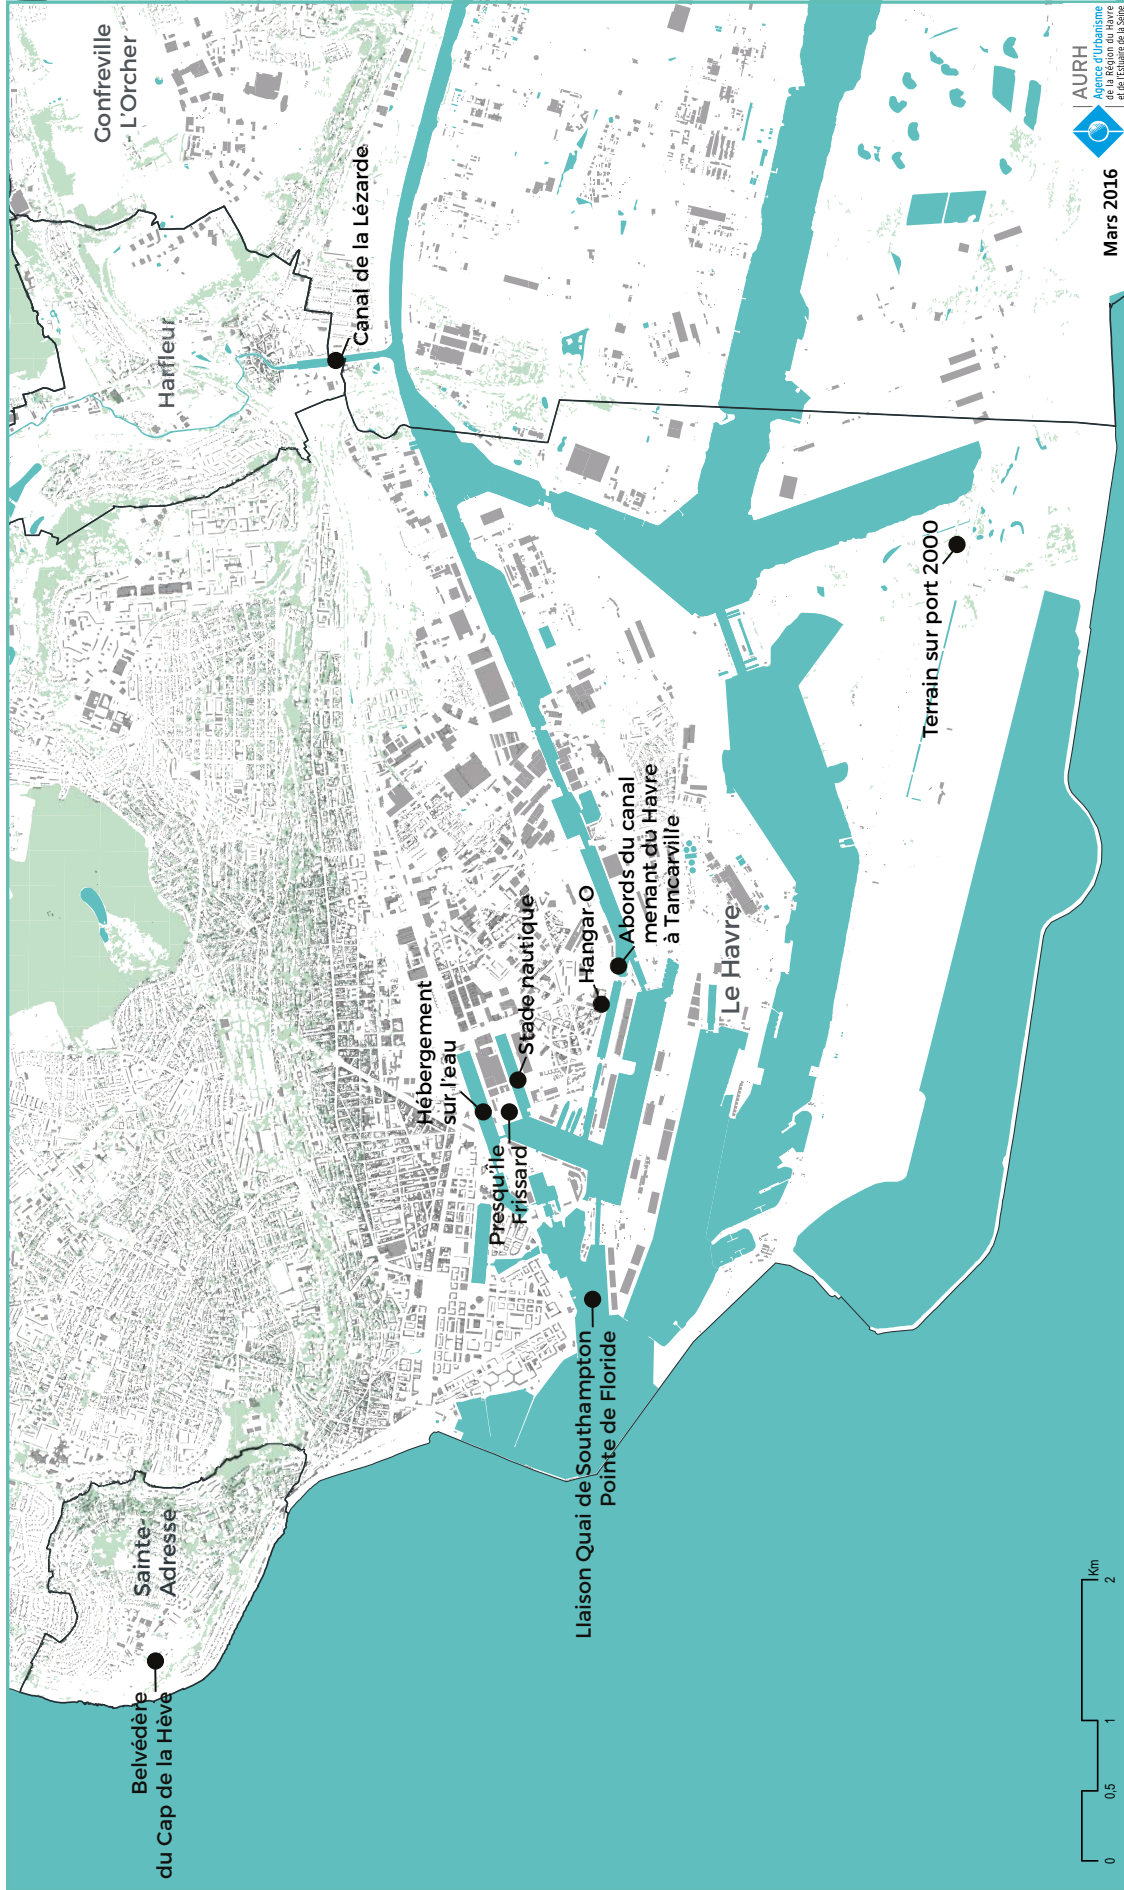 Gonfreville
L'Orcher
Harfleur
Canal de la Lézarde
Sainte-
Adresse
Belvédère
du Cap de la Hève
Hébergement
sur l'eau
Presqu'île
Frissard
Stade nautique
Hangar O
Abords du canal
menant du Havre
à Tancarville
LIaison Quai de Southampton
Pointe de Floride
Le Havre
Terrain sur port 2000
0
0,5
1
2
Km
Mars 2016
AURH
Agence d'Urbanisme
de la Région du Havre
et de l'Estuaire de la Seine